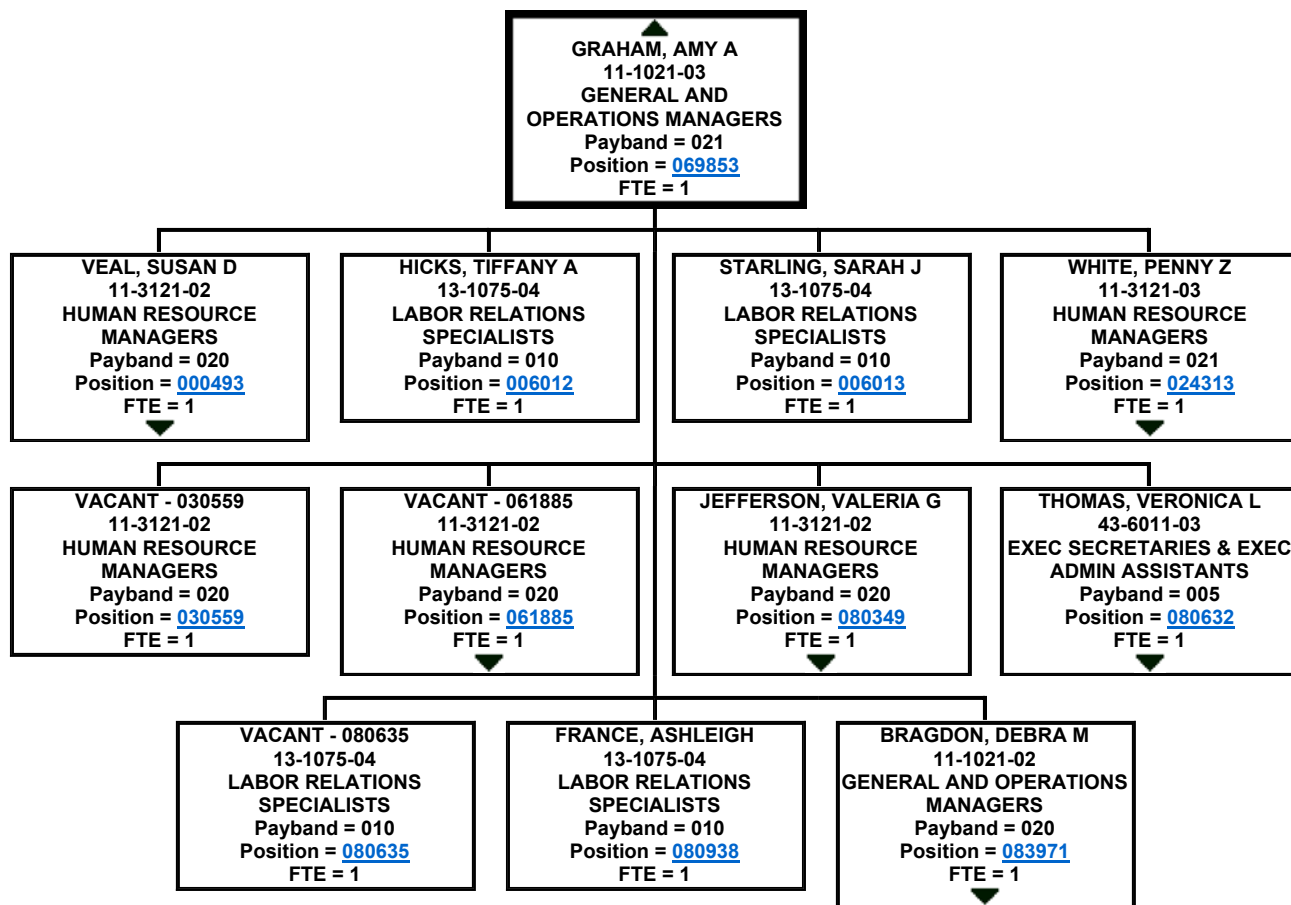 GRAHAM, AMY A
11-1021-03
GENERAL AND
OPERATIONS MANAGERS
Payband = 021
Position = 069853
FTE = 1
VEAL, SUSAN D
11-3121-02
HUMAN RESOURCE
MANAGERS
Payband = 020
Position = 000493
FTE = 1
HICKS, TIFFANY A
13-1075-04
LABOR RELATIONS
SPECIALISTS
Payband = 010
Position = 006012
FTE = 1
STARLING, SARAH J
13-1075-04
LABOR RELATIONS
SPECIALISTS
Payband = 010
Position = 006013
FTE = 1
WHITE, PENNY Z
11-3121-03
HUMAN RESOURCE
MANAGERS
Payband = 021
Position = 024313
FTE = 1
VACANT - 030559
11-3121-02
HUMAN RESOURCE
MANAGERS
Payband = 020
Position = 030559
FTE = 1
VACANT - 061885
11-3121-02
HUMAN RESOURCE
MANAGERS
Payband = 020
Position = 061885
FTE = 1
JEFFERSON, VALERIA G
11-3121-02
HUMAN RESOURCE
MANAGERS
Payband = 020
Position = 080349
FTE = 1
THOMAS, VERONICA L
43-6011-03
EXEC SECRETARIES & EXEC
ADMIN ASSISTANTS
Payband = 005
Position = 080632
FTE = 1
VACANT - 080635
13-1075-04
LABOR RELATIONS
SPECIALISTS
Payband = 010
Position = 080635
FTE = 1
FRANCE, ASHLEIGH
13-1075-04
LABOR RELATIONS
SPECIALISTS
Payband = 010
Position = 080938
FTE = 1
BRAGDON, DEBRA M
11-1021-02
GENERAL AND OPERATIONS
MANAGERS
Payband = 020
Position = 083971
FTE = 1